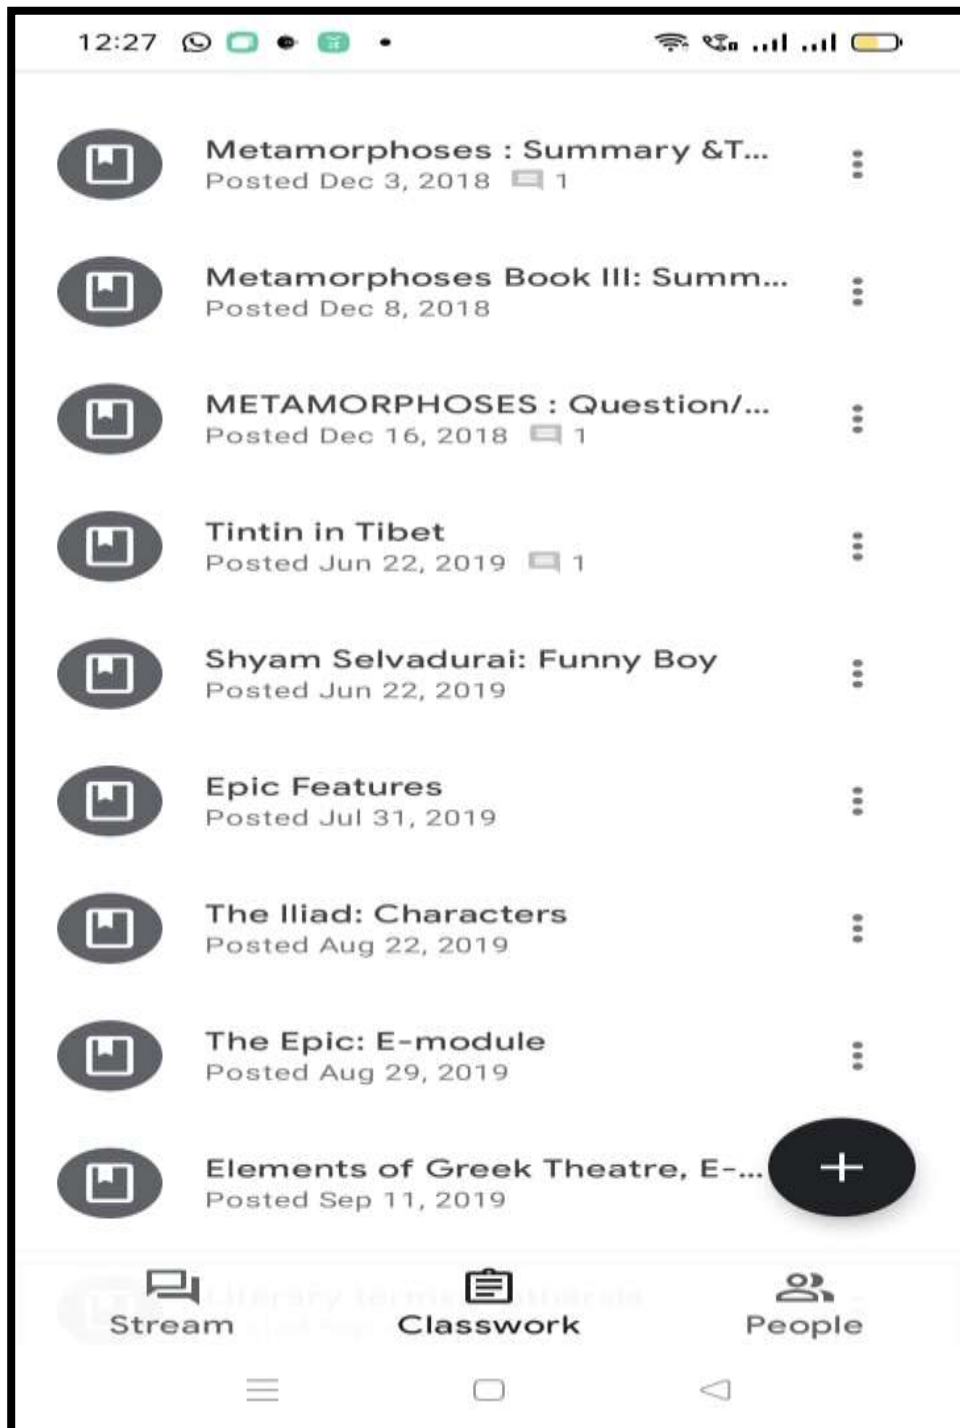 12:27
Metamorphoses : Summary &T...
Posted Dec 3, 2018 1
Metamorphoses Book III: Summ...
Posted Dec 8, 2018
METAMORPHOSES : Question/...
Posted Dec 16, 2018 1
Tintin in Tibet
Posted Jun 22, 2019 1
Shyam Selvadurai: Funny Boy
Posted Jun 22, 2019
Epic Features
Posted Jul 31, 2019
The Iliad: Characters
Posted Aug 22, 2019
The Epic: E-module
Posted Aug 29, 2019
Elements of Greek Theatre, E-...
Posted Sep 11, 2019
Literary terms
Stream Classwork People